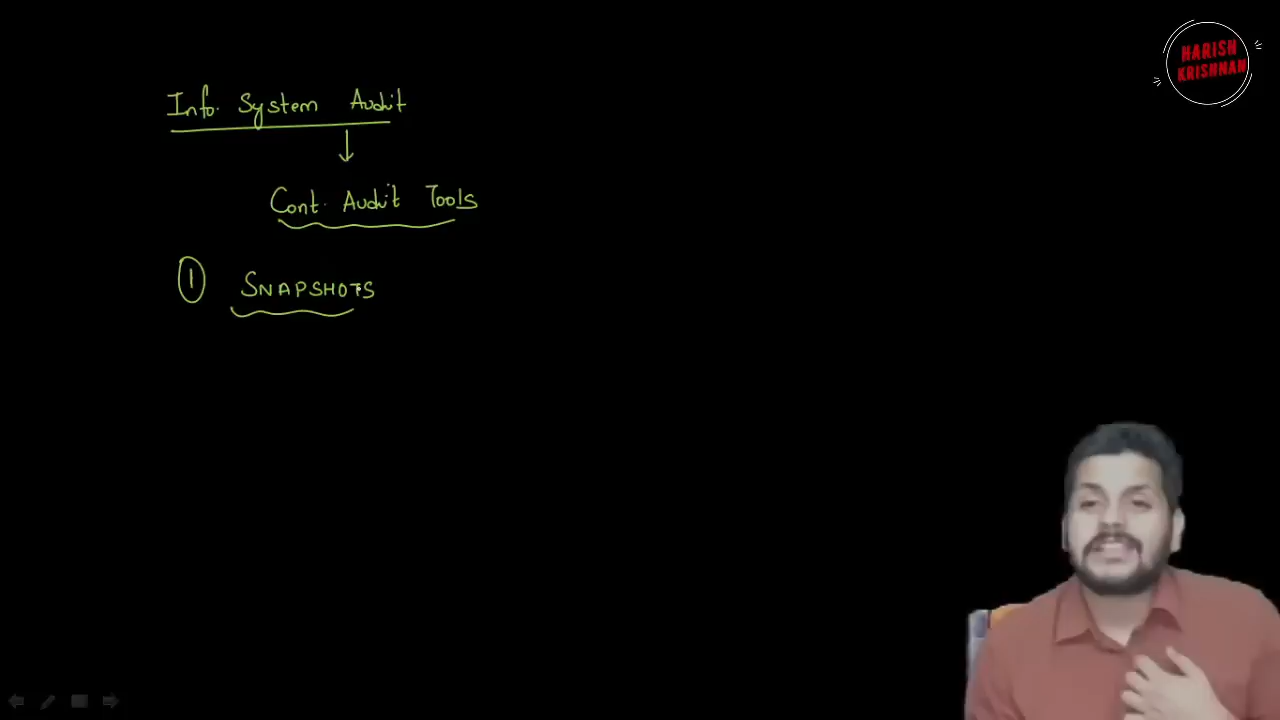 HARISH
KRISHNAN
Info. System Audit
Cont. Audit Tools
1 SNAPSHOTS